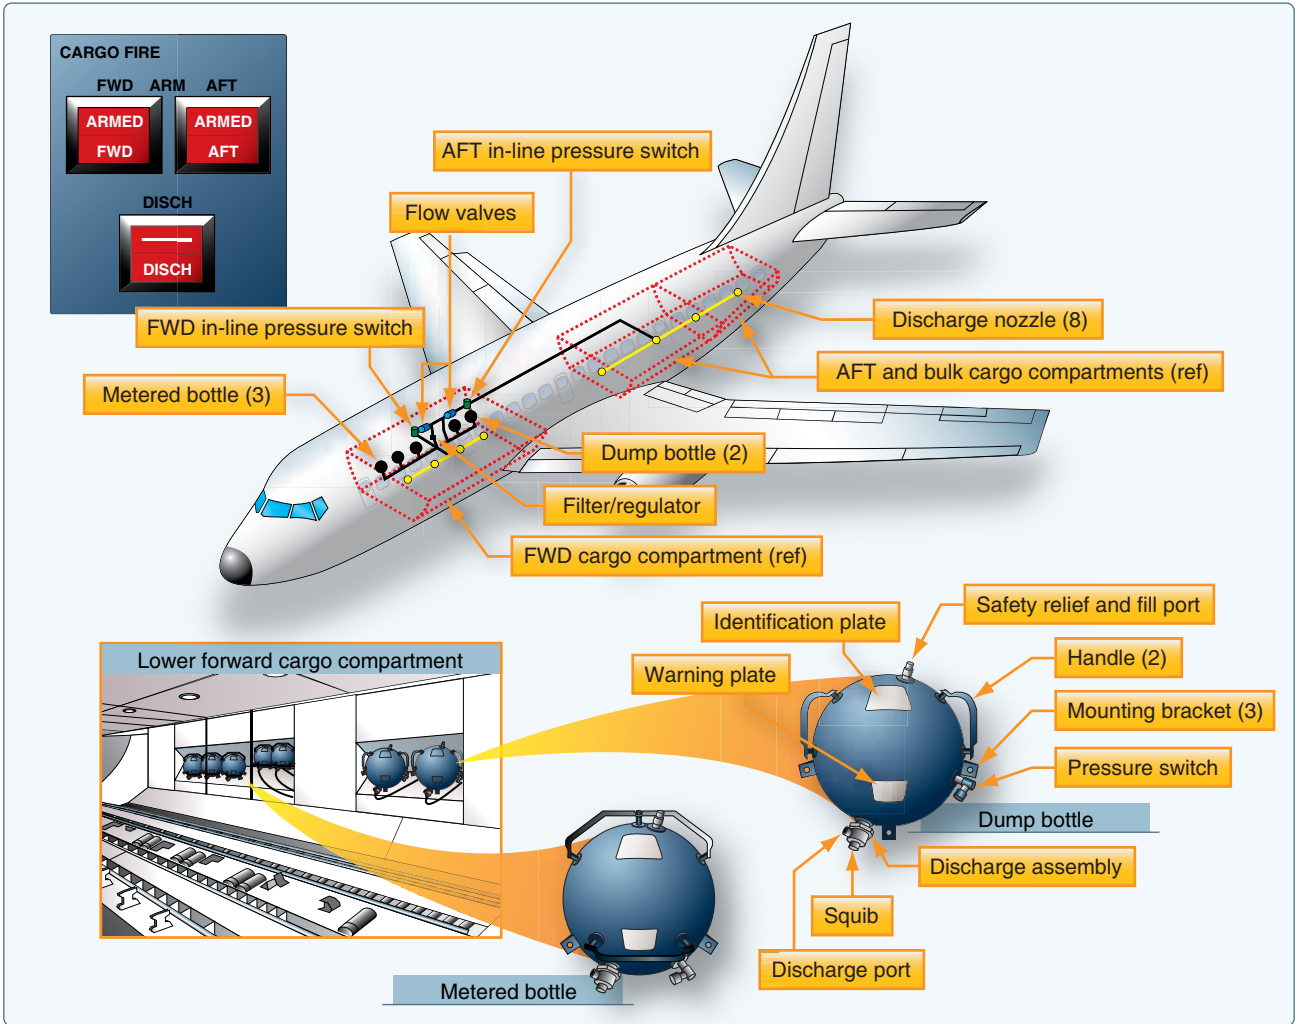 CARGO FIRE
FWD ARM AFT
ARMED
FWD
ARMED
AFT
DISCH
DISCH
AFT in-line pressure switch
Flow valves
FWD in-line pressure switch
Metered bottle (3)
Discharge nozzle (8)
AFT and bulk cargo compartments (ref)
Dump bottle (2)
Filter/regulator
FWD cargo compartment (ref)
Safety relief and fill port
Identification plate
Handle (2)
Warning plate
Mounting bracket (3)
Pressure switch
Dump bottle
Discharge assembly
Squib
Discharge port
Lower forward cargo compartment
Metered bottle